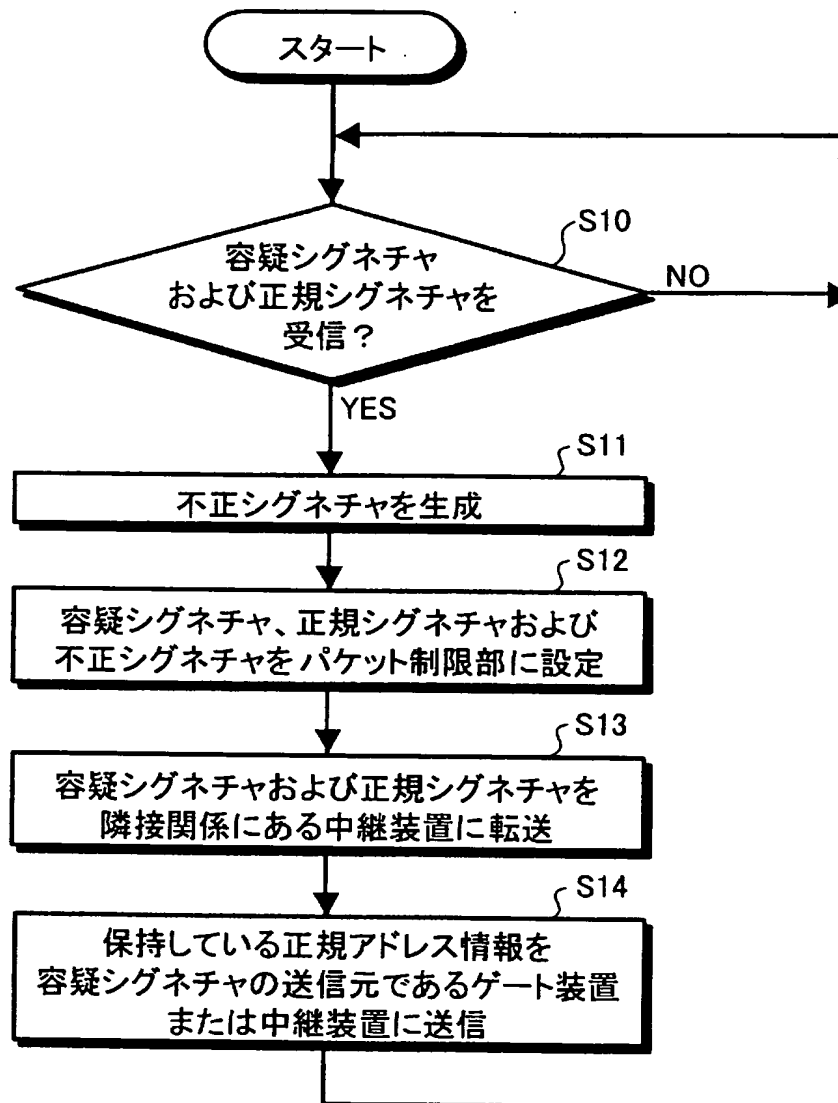 スタート
S10
容疑シグネチャ
および正規シグネチャを
受信？
NO
YES
S11
不正シグネチャを生成
S12
容疑シグネチャ、正規シグネチャおよび
不正シグネチャをパケット制限部に設定
S13
容疑シグネチャおよび正規シグネチャを
隣接関係にある中継装置に転送
S14
保持している正規アドレス情報を
容疑シグネチャの送信元であるゲート装置
または中継装置に送信